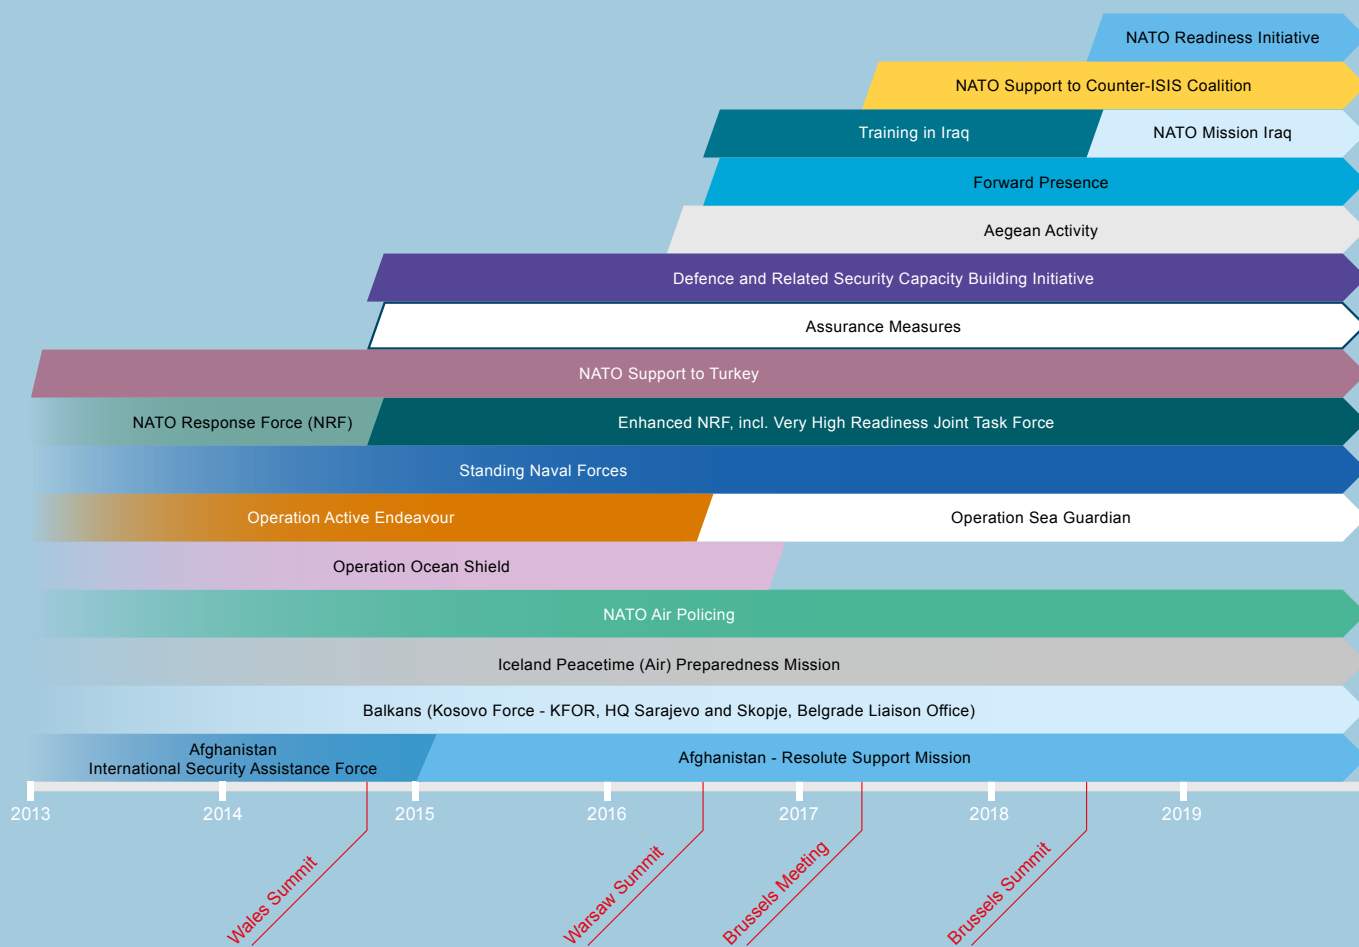 NATO Readiness Initiative
NATO Support to Counter-ISIS Coalition
Training in Iraq
NATO Mission Iraq
Forward Presence
Aegean Activity
Defence and Related Security Capacity Building Initiative
Assurance Measures
NATO Support to Turkey
NATO Response Force (NRF)
Enhanced NRF, incl. Very High Readiness Joint Task Force
Standing Naval Forces
Operation Active Endeavour
Operation Sea Guardian
Operation Ocean Shield
NATO Air Policing
Iceland Peacetime (Air) Preparedness Mission
Balkans (Kosovo Force - KFOR, HQ Sarajevo and Skopje, Belgrade Liaison Office)
Afghanistan
International Security Assistance Force
Afghanistan - Resolute Support Mission
2013
2014
2015
2016
2017
2018
2019
Wales Summit
Warsaw Summit
Brussels Meeting
Brussels Summit